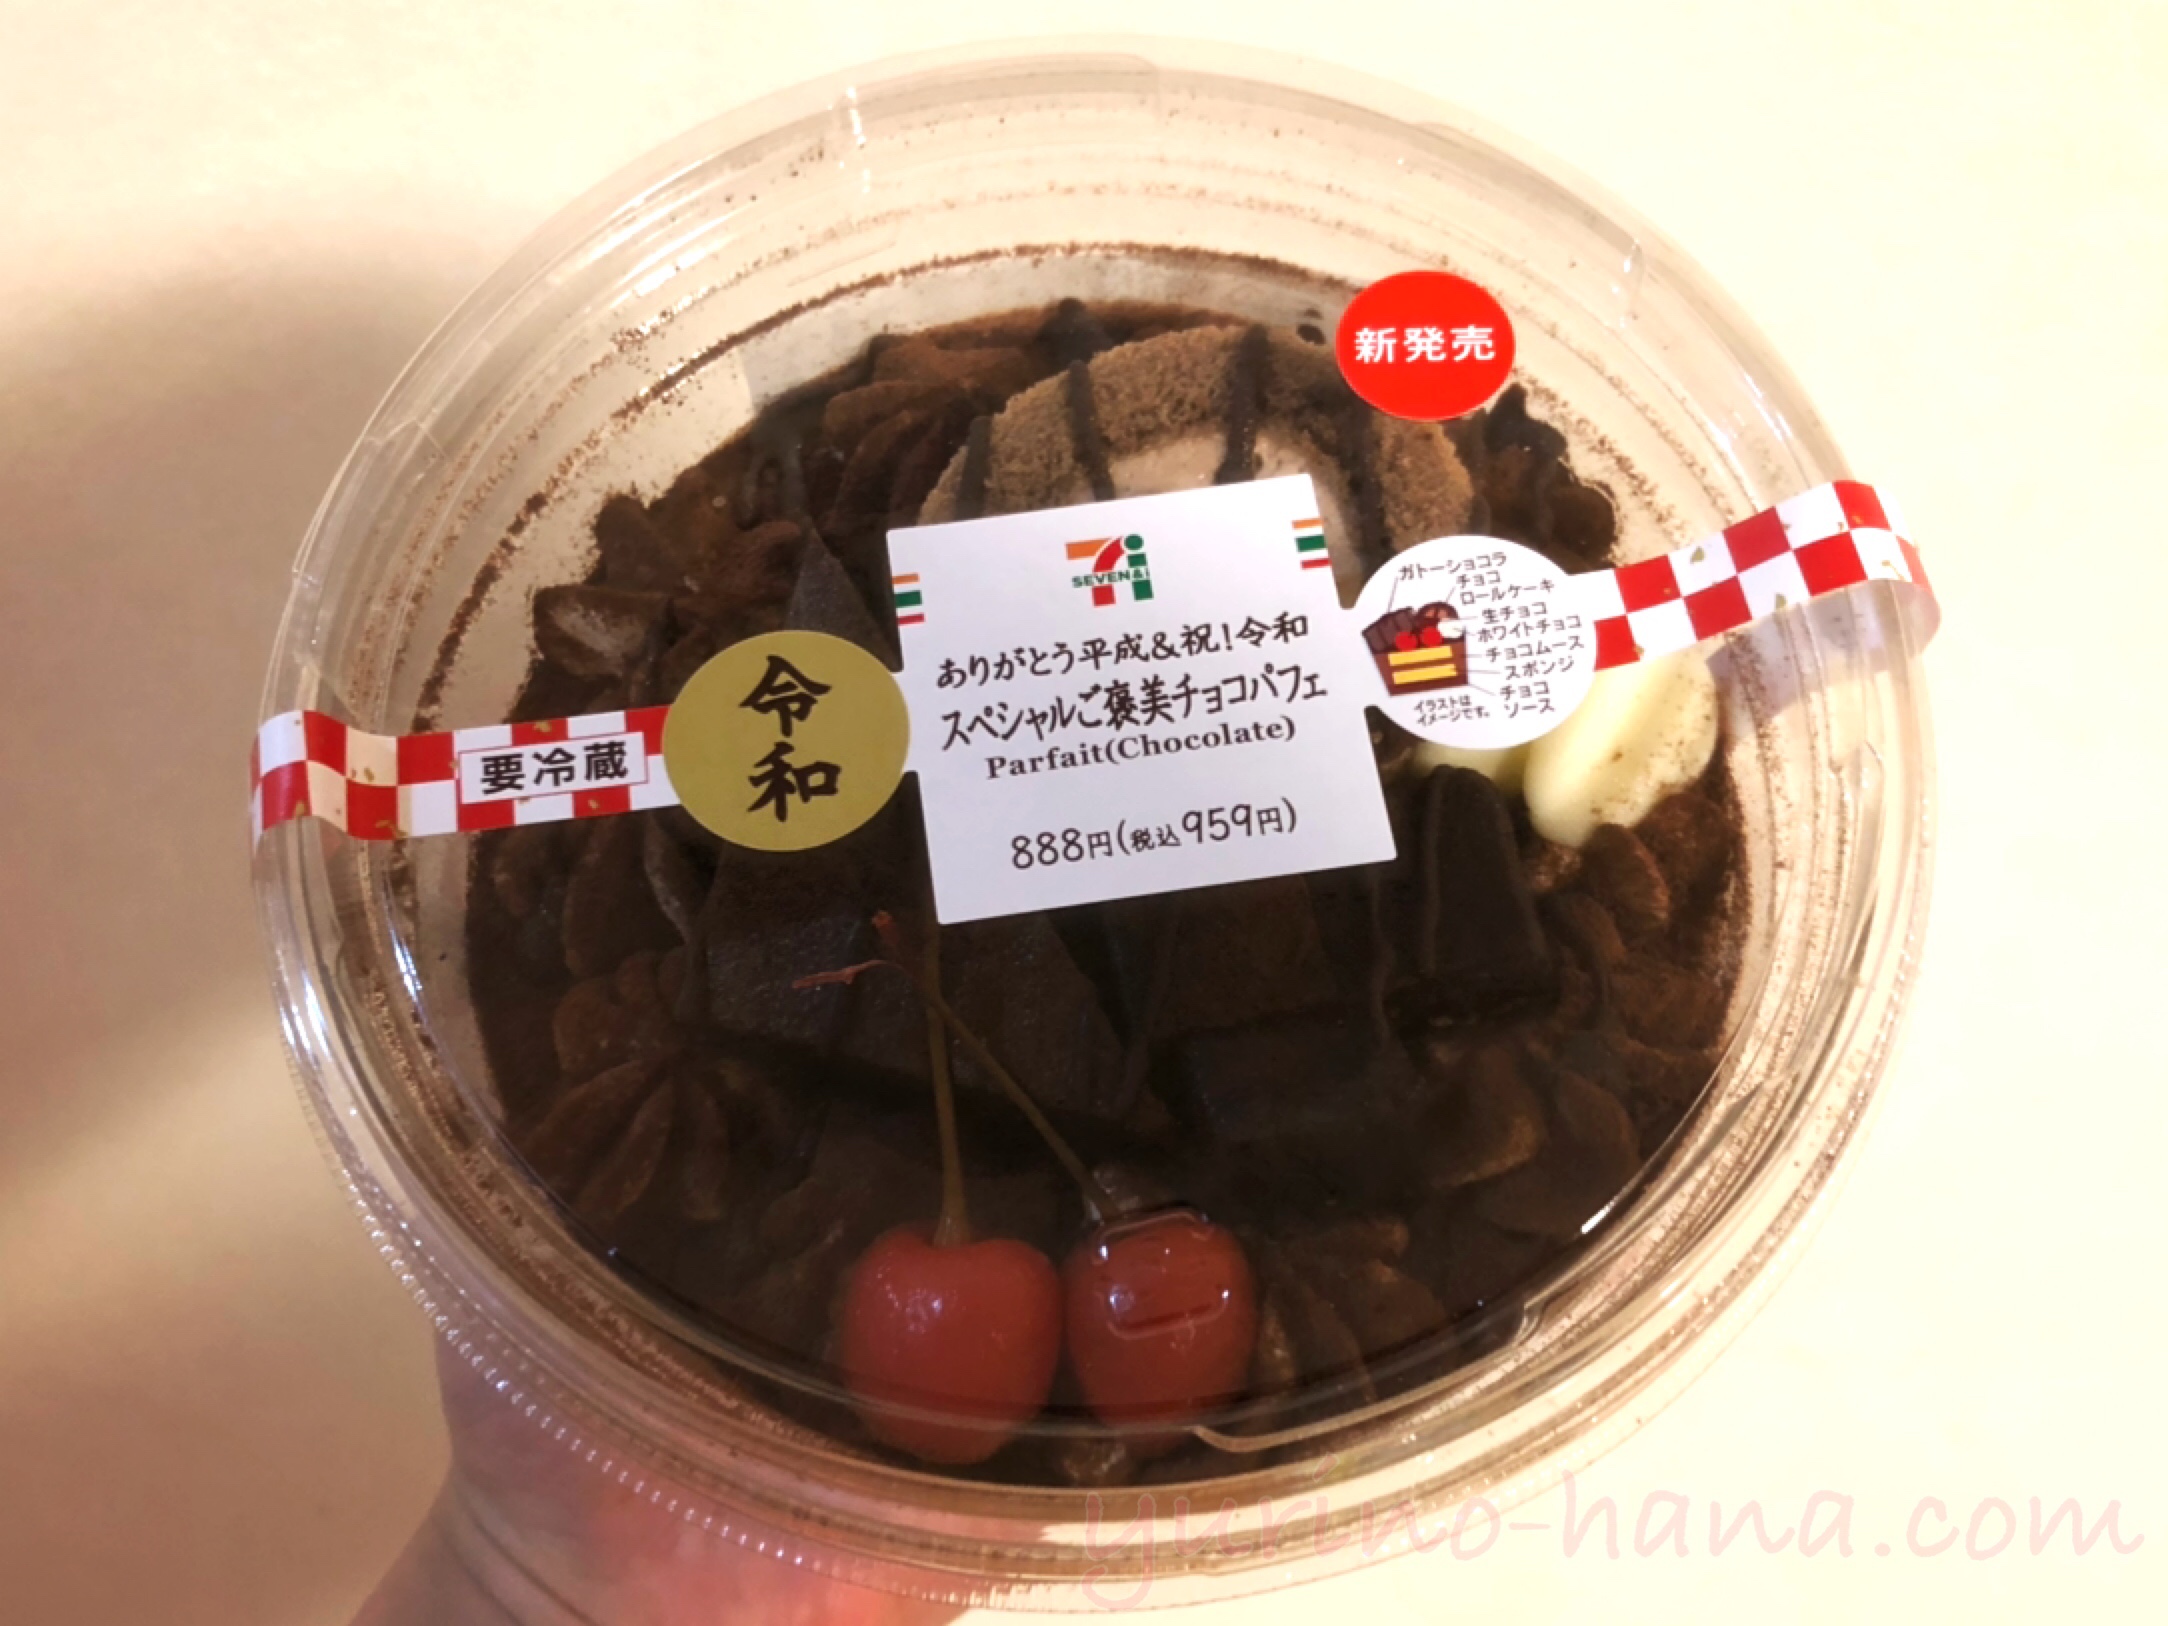 新発売
SEVEN&i
ありがとう平成&祝!令和
スペシャルご褒美チョコパフェ
Parfait(Chocolate)
888円(税込959円)
令和
要冷蔵
ガトーショコラ
チョコ
ロールケーキ
生チョコ
ホワイトチョコ
チョコムース
スポンジ
チョコ
ソース
イラストは
イメージです。
yurino-hana.com